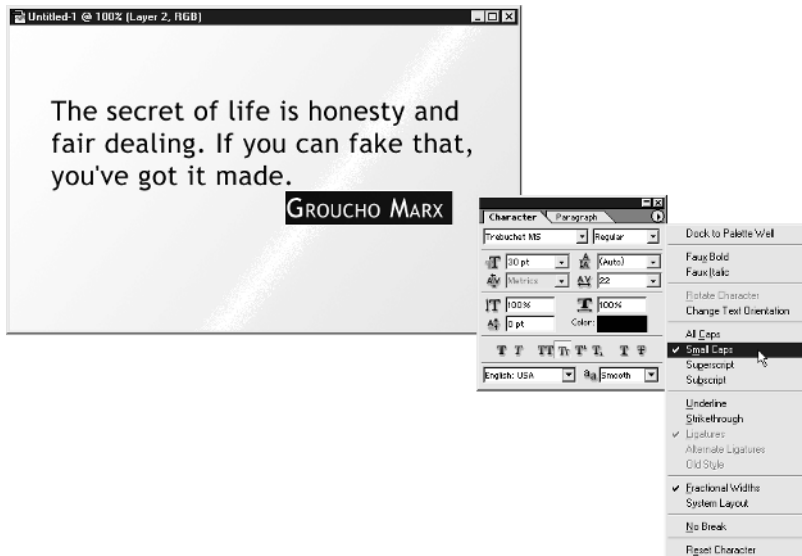 Untitled-1 @ 100% (Layer 2, RGB)
The secret of life is honesty and
fair dealing. If you can fake that,
you've got it made.
GROUCHO MARX
Character Paragraph
Trebuchet MS Regular
30 pt (Auto)
Metrics 22
100% 100%
0 pt Color:
T T TT Tr T¹ T, T T
English: USA aa Smooth
Dock to Palette Well
Faux Bold
Faux Italic
Rotate Character
Change Text Orientation
All Caps
Small Caps
Superscript
Subscript
Underline
Strikethrough
Ligatures
Alternate Ligatures
Old Style
Fractional Widths
System Layout
No Break
Reset Character